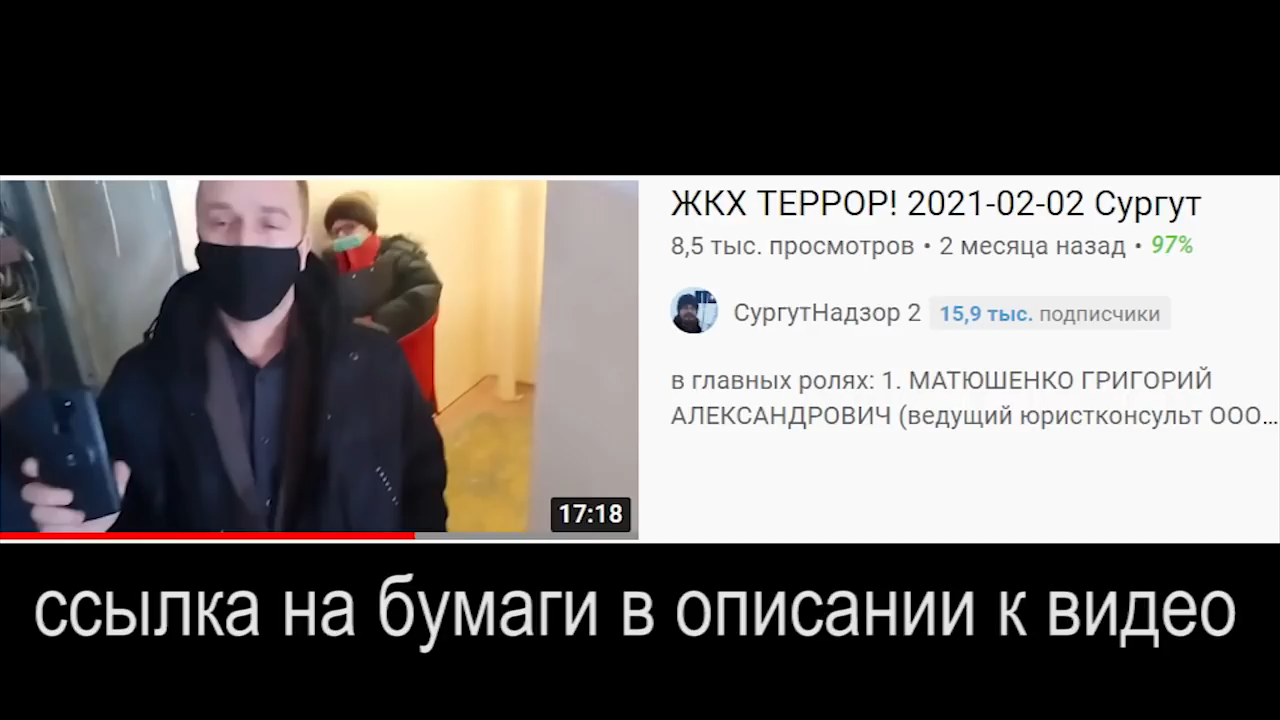 ЖКХ ТЕРРОР! 2021-02-02 Сургут
8,5 тыс. просмотров • 2 месяца назад • 97%
СургутНадзор 2 15,9 тыс. подписчики
в главных ролях: 1. МАТЮШЕНКО ГРИГОРИЙ
АЛЕКСАНДРОВИЧ (ведущий юристконсульт ООО...
17:18
ссылка на бумаги в описании к видео